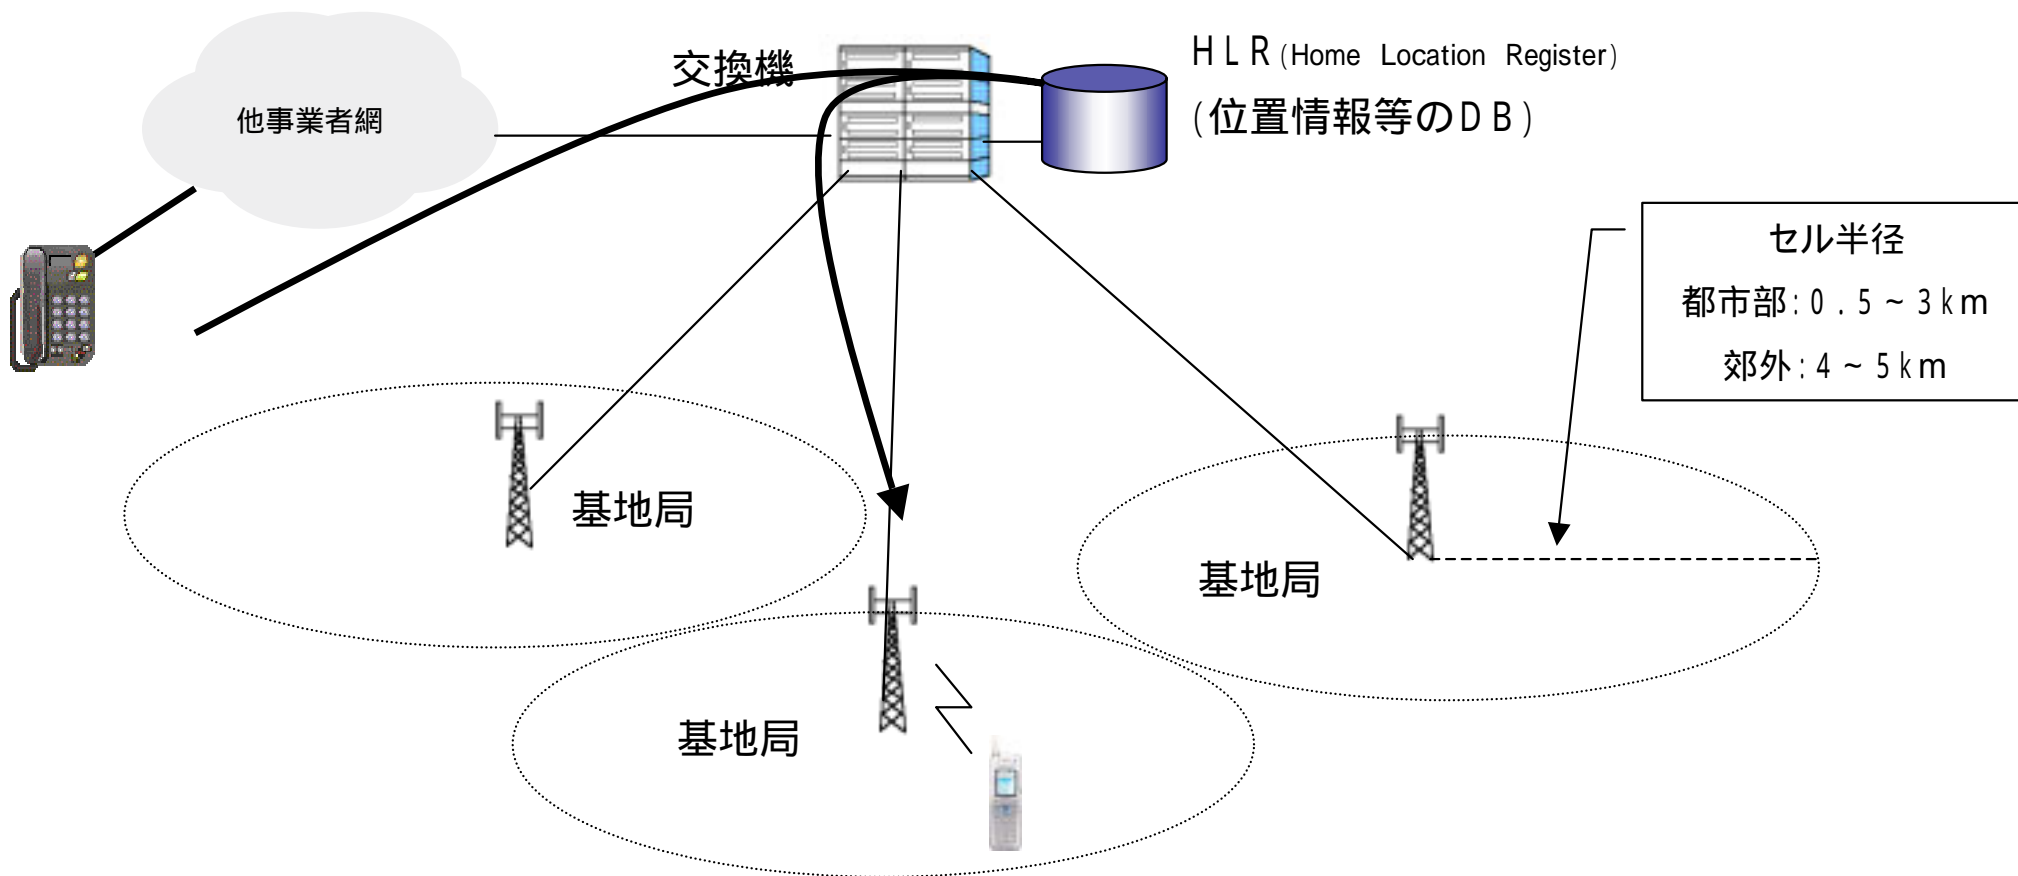 交換機
HLR(Home Location Register)
(位置情報等のDB)
他事業者網
セル半径
都市部:0.5~3km
郊外:4~5km
基地局
基地局
基地局